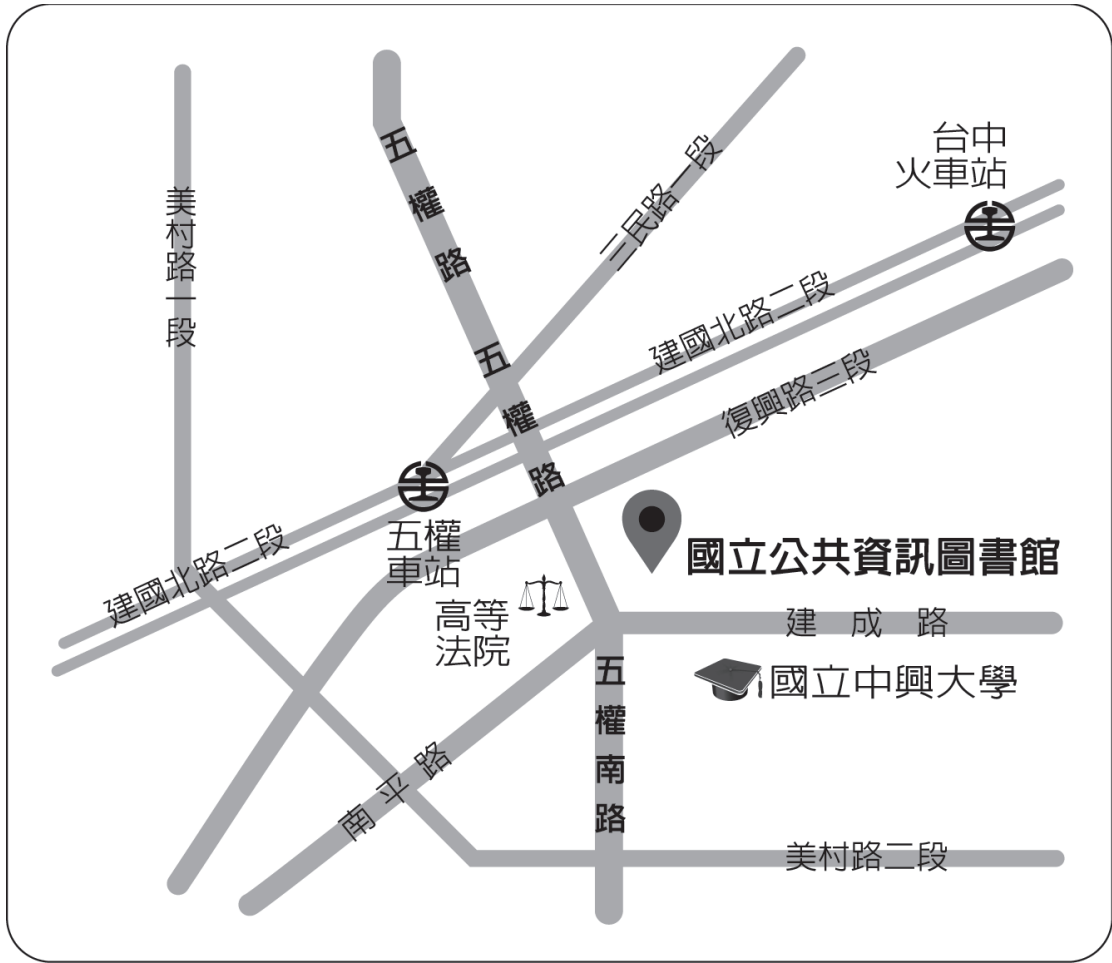 台中
火車站
五權路
二民路一段
美村路一段
建國北路二段
五權路
復興路三段
五權
車站
國立公共資訊圖書館
建國北路二段
高等
法院
建成路
國立中興大學
五權南路
南平路
美村路二段